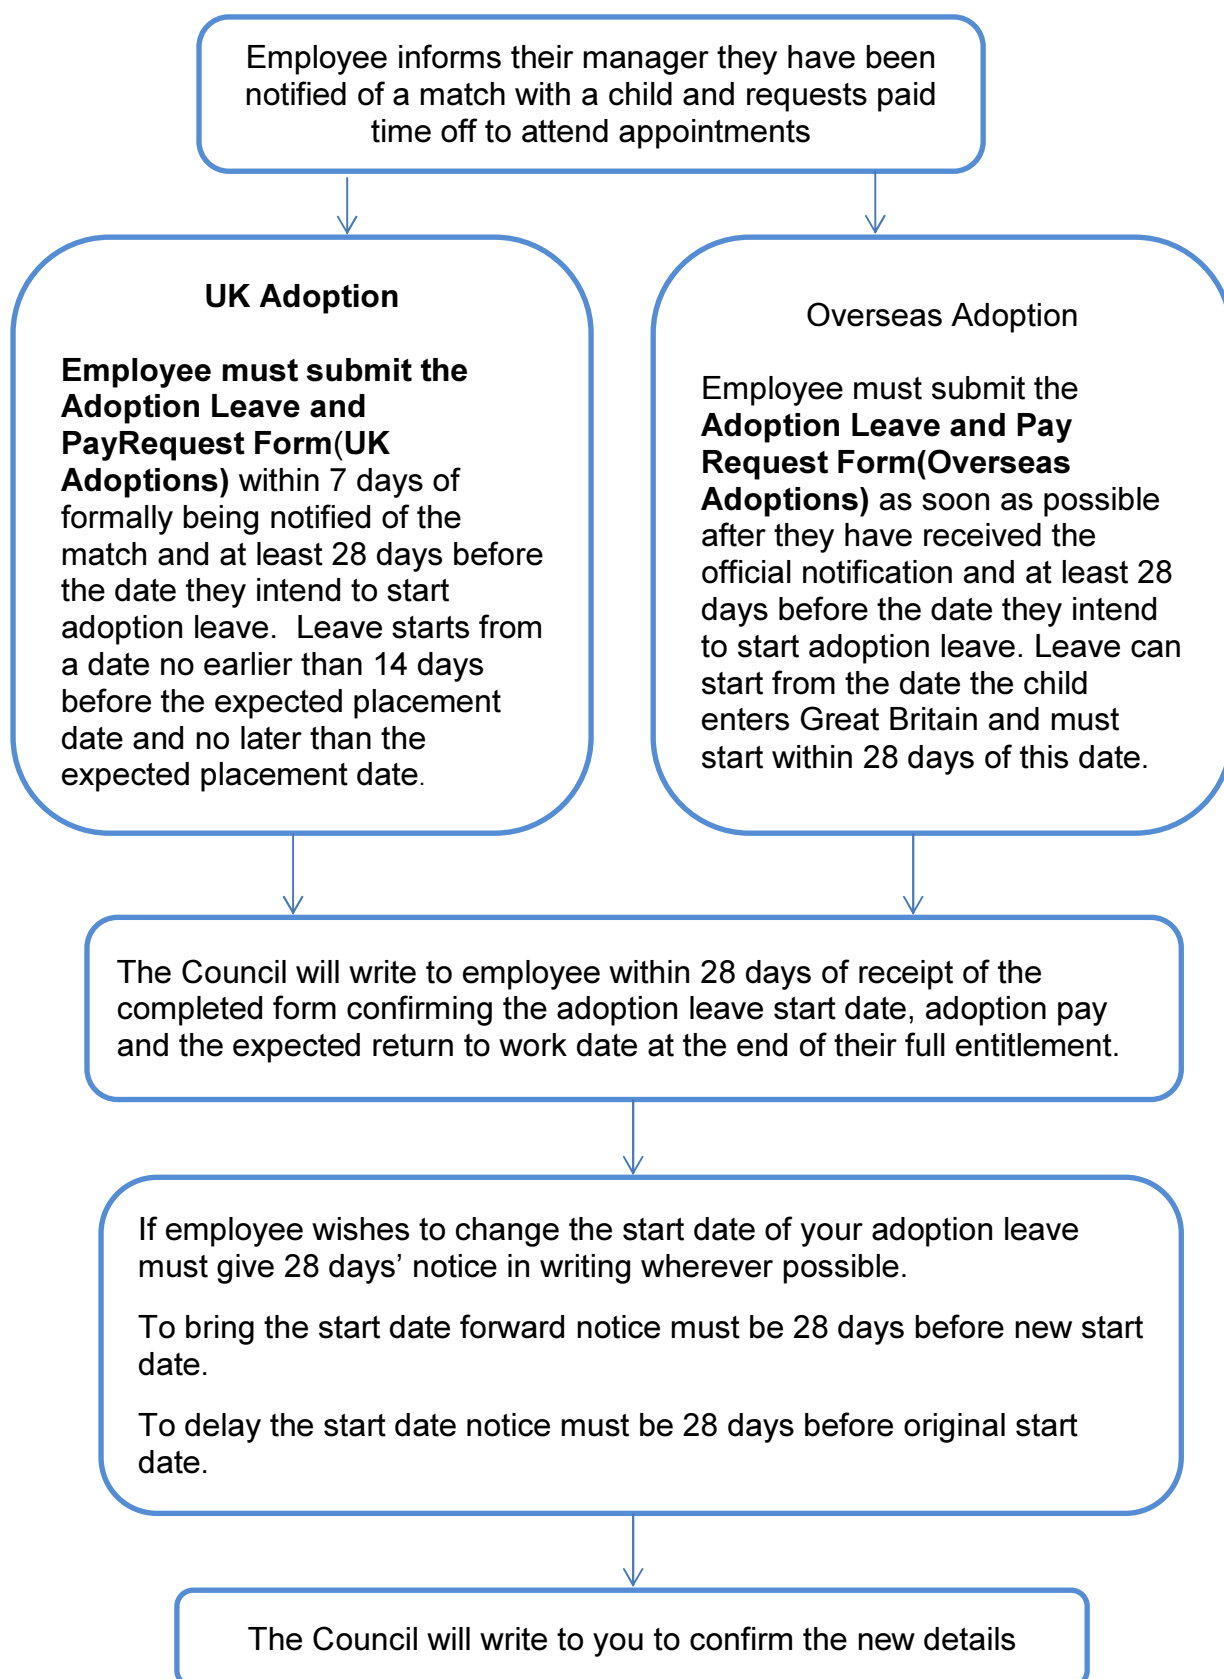 Employee informs their manager they have been
notified of a match with a child and requests paid
time off to attend appointments
UK Adoption
Employee must submit the
Adoption Leave and
PayRequest Form(UK
Adoptions) within 7 days of
formally being notified of the
match and at least 28 days before
the date they intend to start
adoption leave.  Leave starts from
a date no earlier than 14 days
before the expected placement
date and no later than the
expected placement date.
Overseas Adoption
Employee must submit the
Adoption Leave and Pay
Request Form(Overseas
Adoptions) as soon as possible
after they have received the
official notification and at least 28
days before the date they intend
to start adoption leave. Leave can
start from the date the child
enters Great Britain and must
start within 28 days of this date.
The Council will write to employee within 28 days of receipt of the
completed form confirming the adoption leave start date, adoption pay
and the expected return to work date at the end of their full entitlement.
If employee wishes to change the start date of your adoption leave
must give 28 days’ notice in writing wherever possible.
To bring the start date forward notice must be 28 days before new start
date.
To delay the start date notice must be 28 days before original start
date.
The Council will write to you to confirm the new details